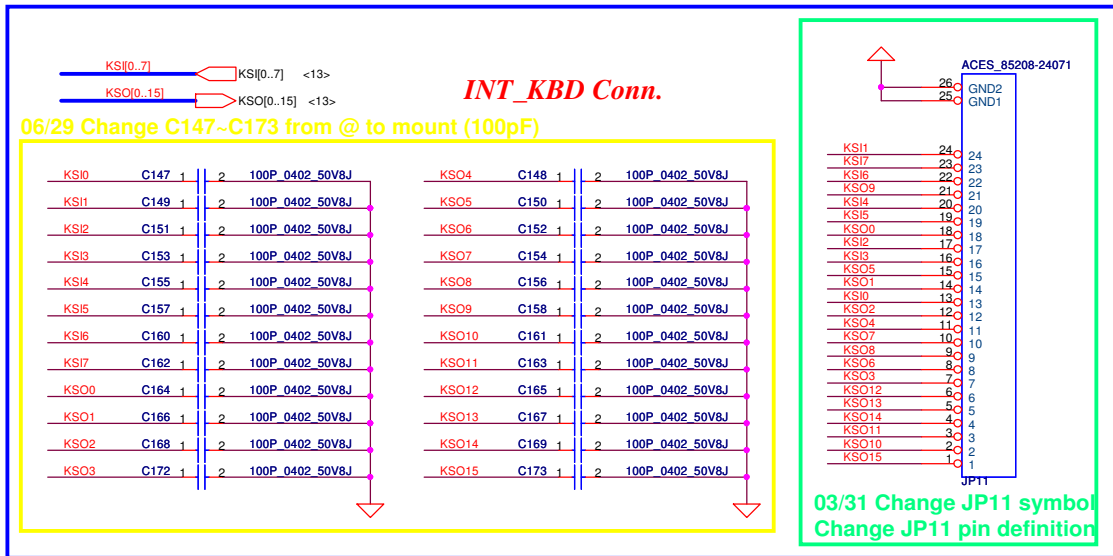 KSI[0..7] KSI[0..7] <13>
KSO[0..15] KSO[0..15] <13>
INT_KBD Conn.
06/29 Change C147~C173 from @ to mount (100pF)
KSI0 C147 1 2 100P_0402_50V8J
KSI1 C149 1 2 100P_0402_50V8J
KSI2 C151 1 2 100P_0402_50V8J
KSI3 C153 1 2 100P_0402_50V8J
KSI4 C155 1 2 100P_0402_50V8J
KSI5 C157 1 2 100P_0402_50V8J
KSI6 C160 1 2 100P_0402_50V8J
KSI7 C162 1 2 100P_0402_50V8J
KSO0 C164 1 2 100P_0402_50V8J
KSO1 C166 1 2 100P_0402_50V8J
KSO2 C168 1 2 100P_0402_50V8J
KSO3 C172 1 2 100P_0402_50V8J
KSO4 C148 1 2 100P_0402_50V8J
KSO5 C150 1 2 100P_0402_50V8J
KSO6 C152 1 2 100P_0402_50V8J
KSO7 C154 1 2 100P_0402_50V8J
KSO8 C156 1 2 100P_0402_50V8J
KSO9 C158 1 2 100P_0402_50V8J
KSO10 C161 1 2 100P_0402_50V8J
KSO11 C163 1 2 100P_0402_50V8J
KSO12 C165 1 2 100P_0402_50V8J
KSO13 C167 1 2 100P_0402_50V8J
KSO14 C169 1 2 100P_0402_50V8J
KSO15 C173 1 2 100P_0402_50V8J
ACES_85208-24071
26 GND2
25 GND1
KSI1 24 24
KSI7 23 23
KSI6 22 22
KSO9 21 21
KSI4 20 20
KSI5 19 19
KSO0 18 18
KSI2 17 17
KSI3 16 16
KSO5 15 15
KSO1 14 14
KSI0 13 13
KSO2 12 12
KSO4 11 11
KSO7 10 10
KSO8 9 9
KSO6 8 8
KSO3 7 7
KSO12 6 6
KSO13 5 5
KSO14 4 4
KSO11 3 3
KSO10 2 2
KSO15 1 1
JP11
03/31 Change JP11 symbol
Change JP11 pin definition